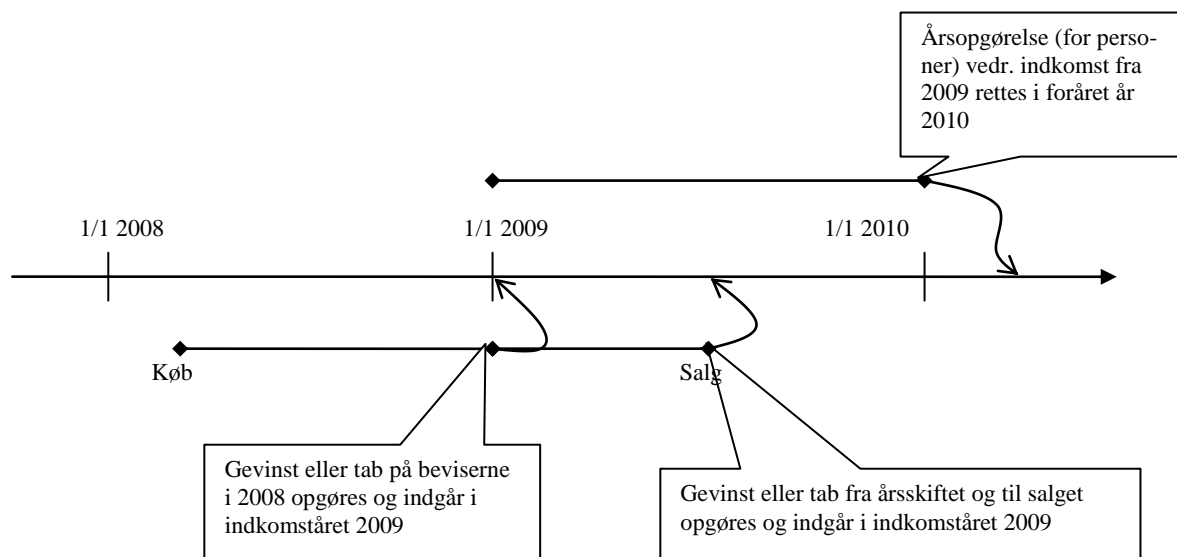 Årsopgørelse (for perso-
ner) vedr. indkomst fra
2009 rettes i foråret år
2010
1/1 2008
1/1 2009
1/1 2010
Køb
Salg
Gevinst eller tab på beviserne
i 2008 opgøres og indgår i
indkomståret 2009
Gevinst eller tab fra årsskiftet og til salget
opgøres og indgår i indkomståret 2009